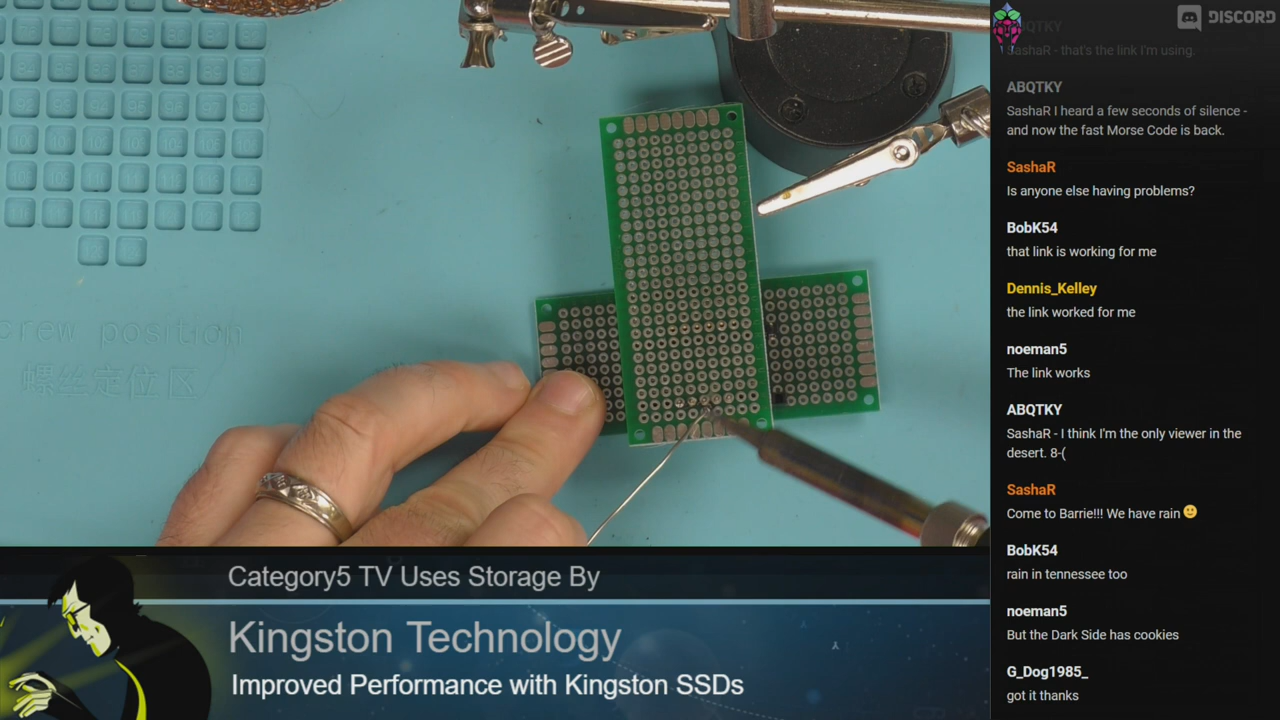 crew position
螺丝定位区
Category5 TV Uses Storage By
Kingston Technology
Improved Performance with Kingston SSDs
DISCORD
ABQTKY
SashaR - that's the link I'm using.
ABQTKY
SashaR I heard a few seconds of silence -
and now the fast Morse Code is back.
SashaR
Is anyone else having problems?
BobK54
that link is working for me
Dennis_Kelley
the link worked for me
noeman5
The link works
ABQTKY
SashaR - I think I'm the only viewer in the
desert. 8-(
SashaR
Come to Barrie!!! We have rain 🙂
BobK54
rain in tennessee too
noeman5
But the Dark Side has cookies
G_Dog1985_
got it thanks